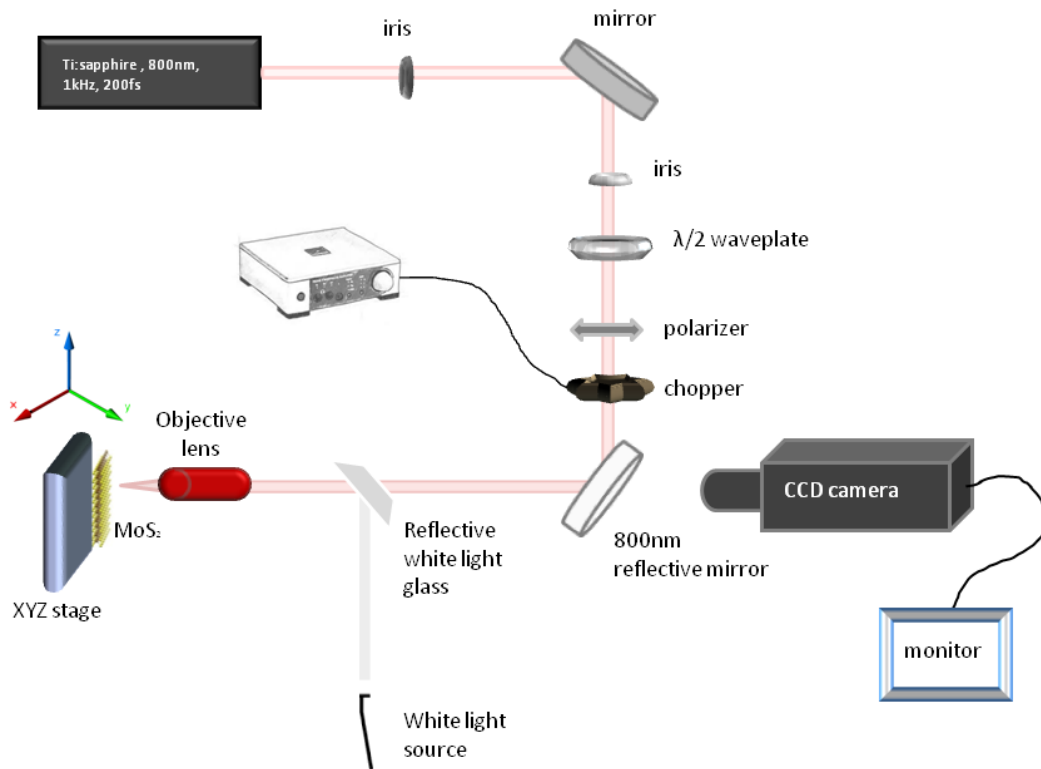 iris
mirror
Ti:sapphire , 800nm,
1kHz, 200fs
iris
λ/2 waveplate
polarizer
chopper
z
x
y
Objective
lens
CCD camera
MoS₂
Reflective
white light
glass
800nm
reflective mirror
XYZ stage
monitor
White light
source